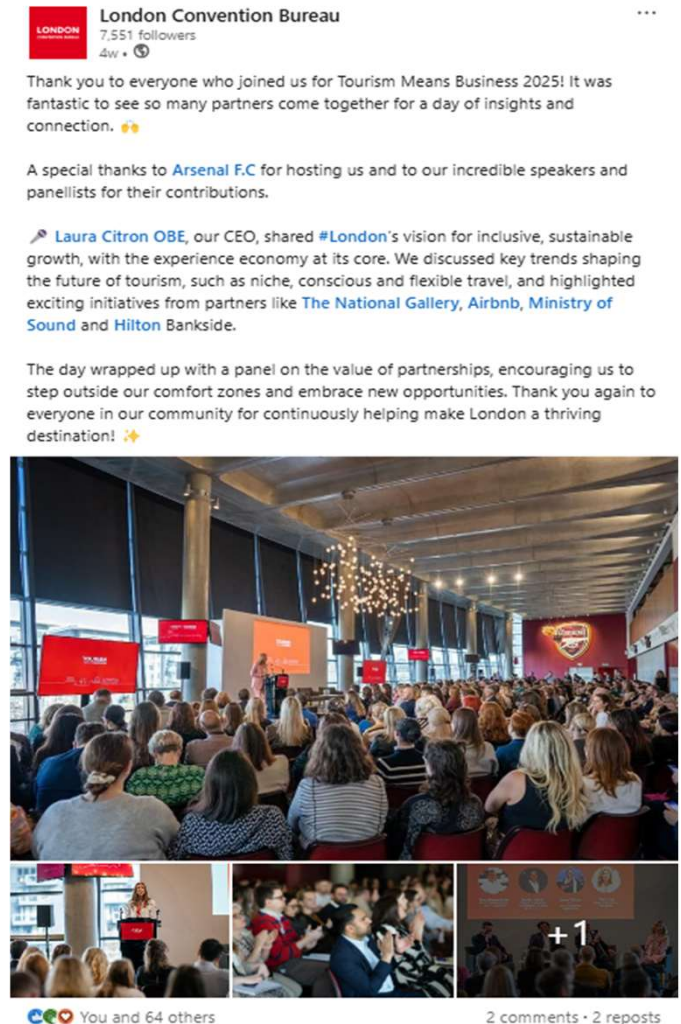 LONDON
CONVENTION BUREAU
London Convention Bureau
7,551 followers
4w •
Thank you to everyone who joined us for Tourism Means Business 2025! It was
fantastic to see so many partners come together for a day of insights and
connection. 🙌
A special thanks to Arsenal F.C for hosting us and to our incredible speakers and
panellists for their contributions.
🎤 Laura Citron OBE, our CEO, shared #London's vision for inclusive, sustainable
growth, with the experience economy at its core. We discussed key trends shaping
the future of tourism, such as niche, conscious and flexible travel, and highlighted
exciting initiatives from partners like The National Gallery, Airbnb, Ministry of
Sound and Hilton Bankside.
The day wrapped up with a panel on the value of partnerships, encouraging us to
step outside our comfort zones and embrace new opportunities. Thank you again to
everyone in our community for continuously helping make London a thriving
destination! ✨
+1
You and 64 others
2 comments • 2 reposts